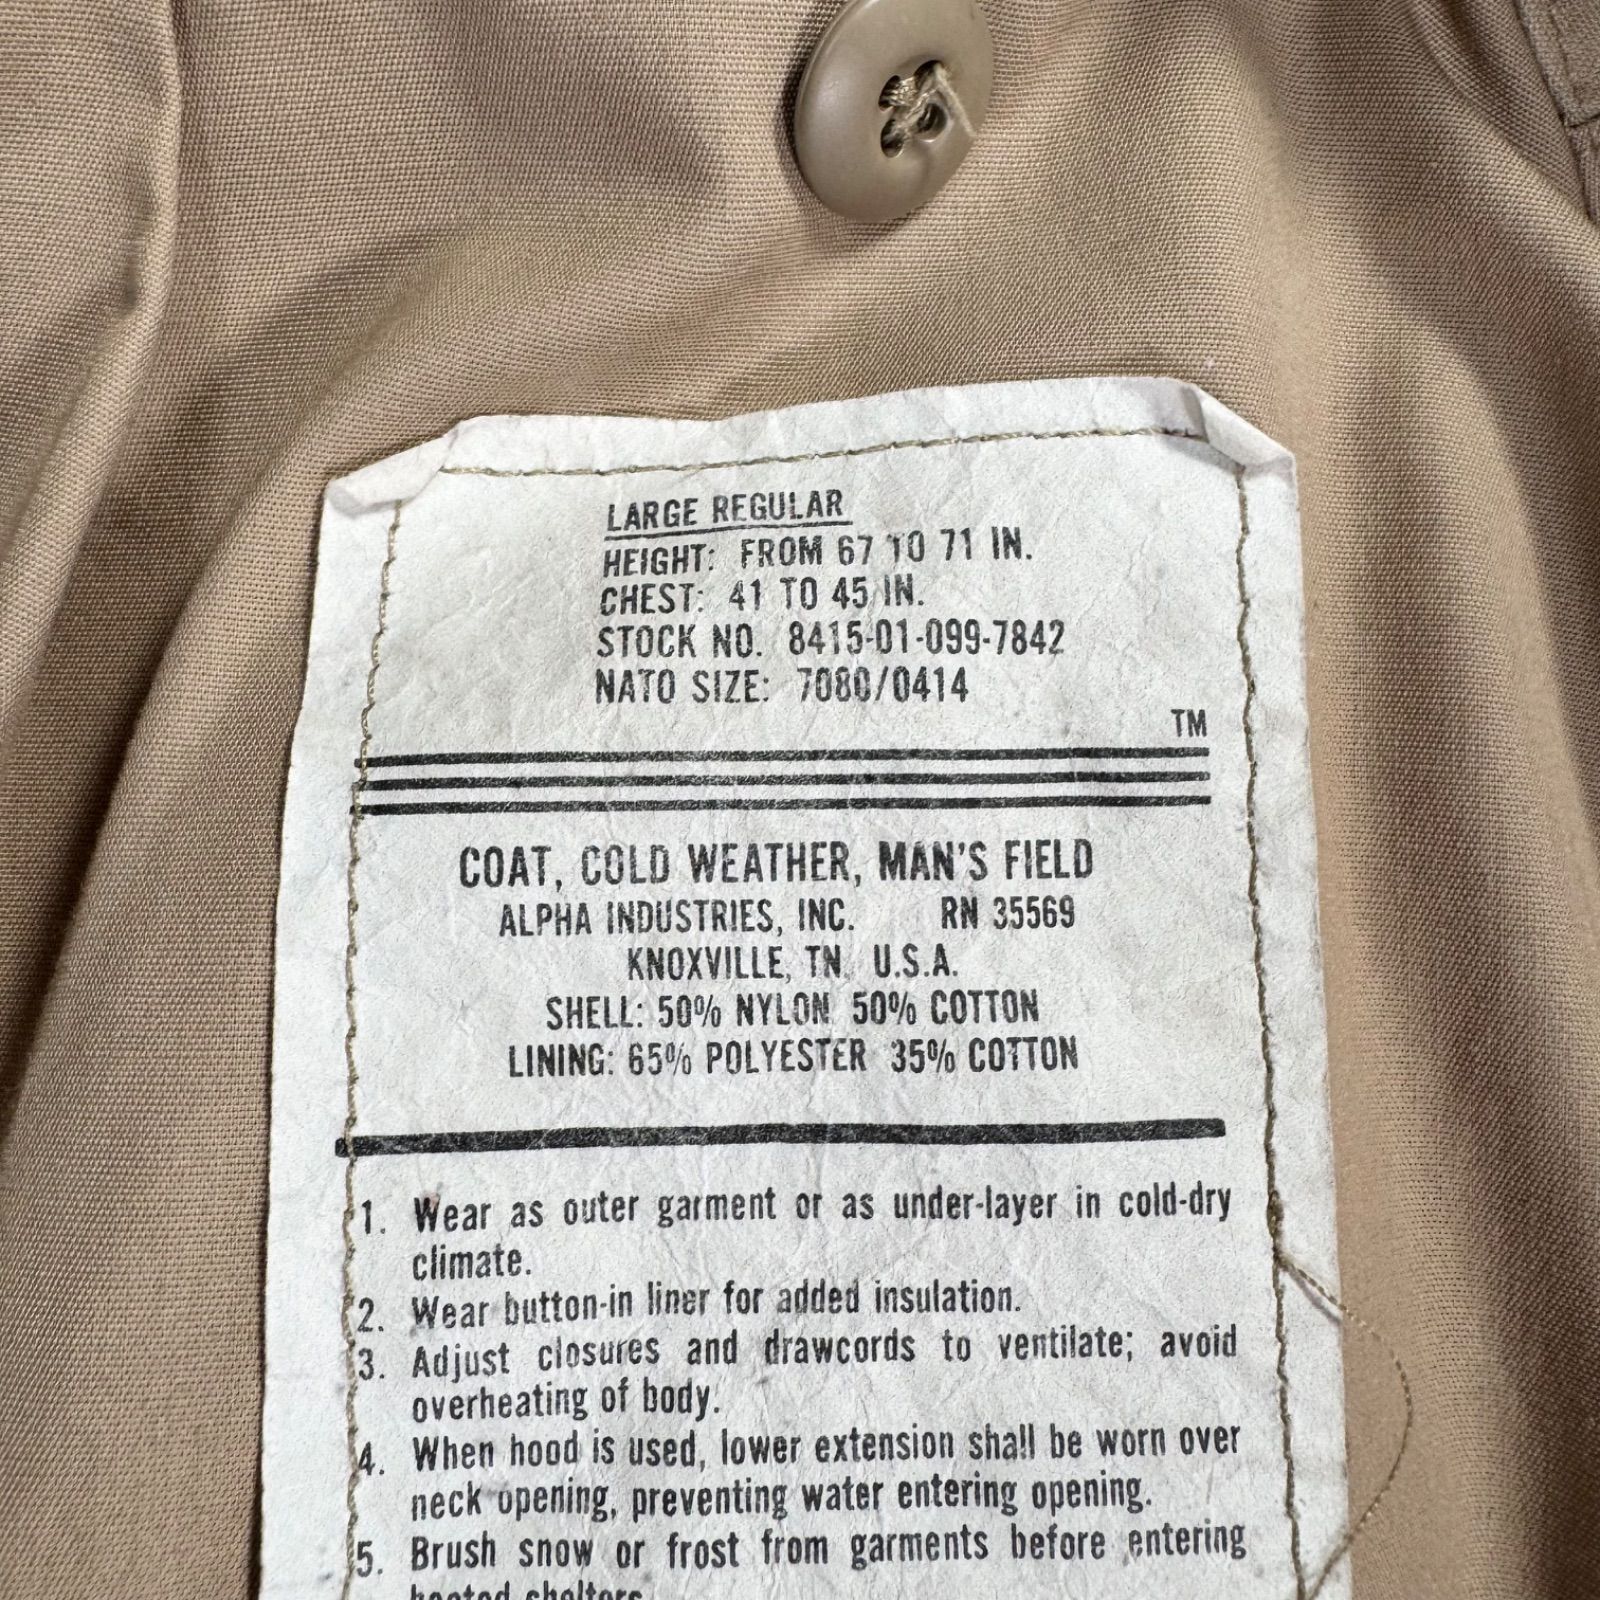 LARGE REGULAR
HEIGHT: FROM 67 TO 71 IN.
CHEST: 41 TO 45 IN.
STOCK NO. 8415-01-099-7842
NATO SIZE: 7080/0414
TM
COAT, COLD WEATHER, MAN'S FIELD
ALPHA INDUSTRIES, INC. RN 35569
KNOXVILLE, TN U.S.A.
SHELL: 50% NYLON 50% COTTON
LINING: 65% POLYESTER 35% COTTON
1. Wear as outer garment or as under-layer in cold-dry
climate.
2. Wear button-in liner for added insulation.
3. Adjust closures and drawcords to ventilate; avoid
overheating of body.
4. When hood is used, lower extension shall be worn over
neck opening, preventing water entering opening.
5. Brush snow or frost from garments before entering
heated shelters.